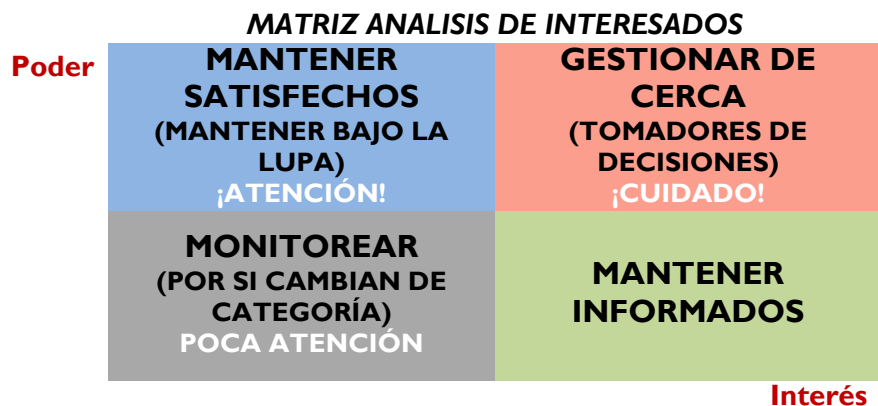 MATRIZ ANALISIS DE INTERESADOS
Poder
MANTENER
SATISFECHOS
(MANTENER BAJO LA
LUPA)
¡ATENCIÓN!
GESTIONAR DE
CERCA
(TOMADORES DE
DECISIONES)
¡CUIDADO!
MONITOREAR
(POR SI CAMBIAN DE
CATEGORÍA)
POCA ATENCIÓN
MANTENER
INFORMADOS
Interés